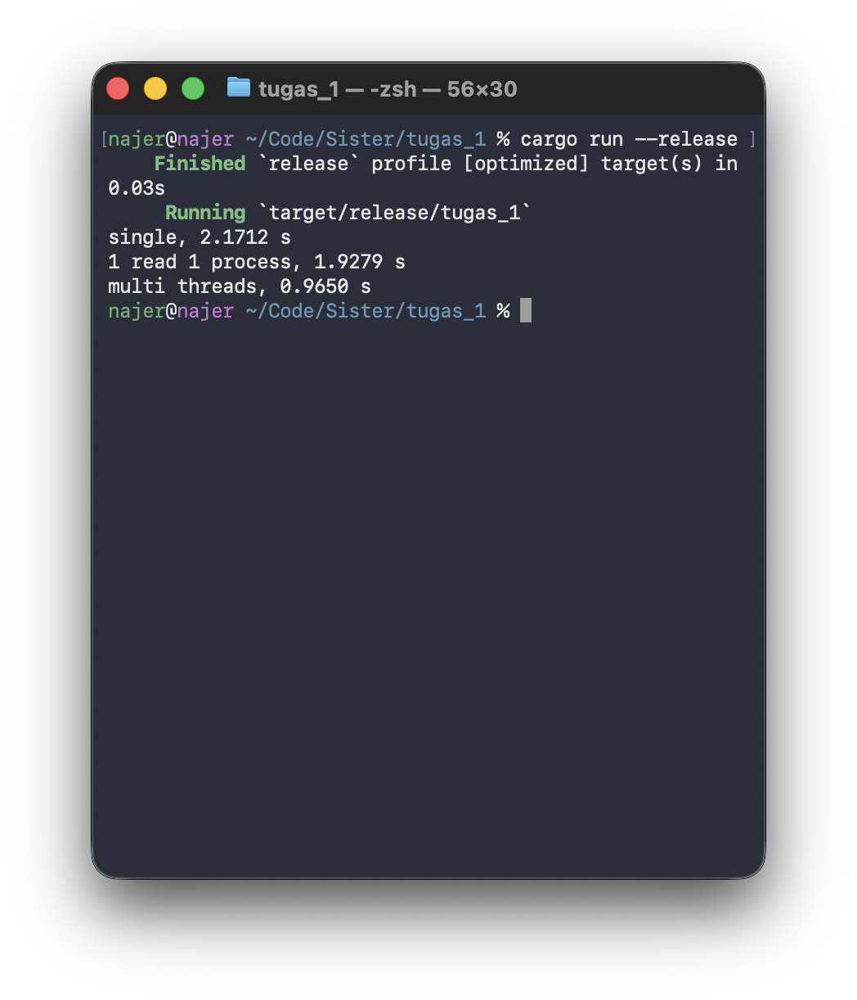 tugas_1 — -zsh — 56×30
[najer@najer ~/Code/Sister/tugas_1 % cargo run --release ]
Finished `release` profile [optimized] target(s) in
0.03s
Running `target/release/tugas_1`
single, 2.1712 s
1 read 1 process, 1.9279 s
multi threads, 0.9650 s
najer@najer ~/Code/Sister/tugas_1 %